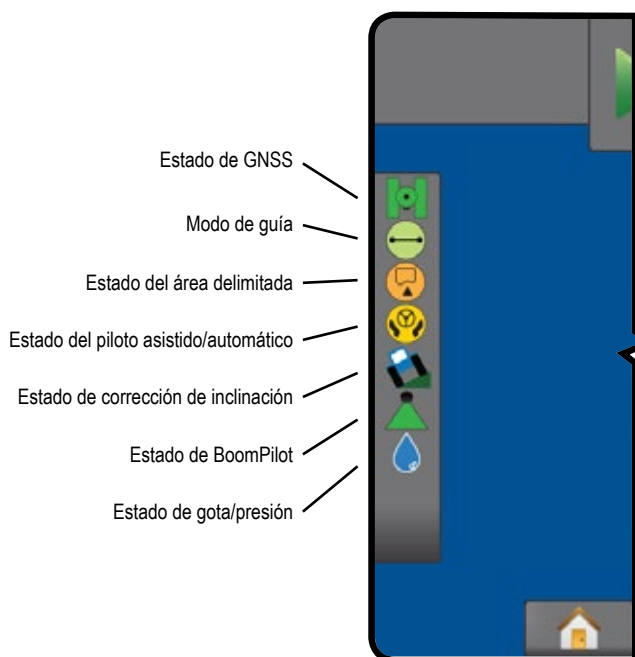 Estado de GNSS
Modo de guía
Estado del área delimitada
Estado del piloto asistido/automático
Estado de corrección de inclinación
Estado de BoomPilot
Estado de gota/presión